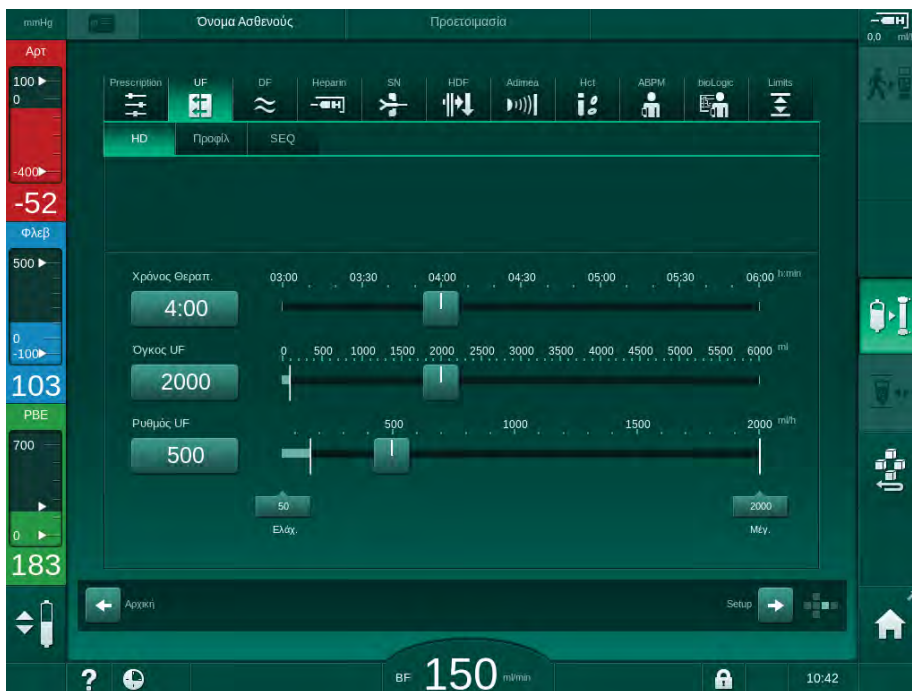 mmHg
Όνομα Ασθενούς
Προετοιμασία
0.0 ml/
Αρτ
100
0
-400
-52
Φλεβ
500
0
-100
103
PBE
700
0
183
Prescription UF DF Heparin SN HDF Adimea Hct ABPM bioLogic Limits
HD Προφίλ SEQ
Χρόνος Θεραπ. 03:00 03:30 04:00 04:30 05:00 05:30 06:00 h:min
4:00
Όγκος UF 0 500 1000 1500 2000 2500 3000 3500 4000 4500 5000 5500 6000 ml
2000
Ρυθμός UF 500 1000 1500 2000 ml/h
500
50 2000
Ελάχ. Μέγ.
Αρχική Setup
? BF 150 ml/min 10:42